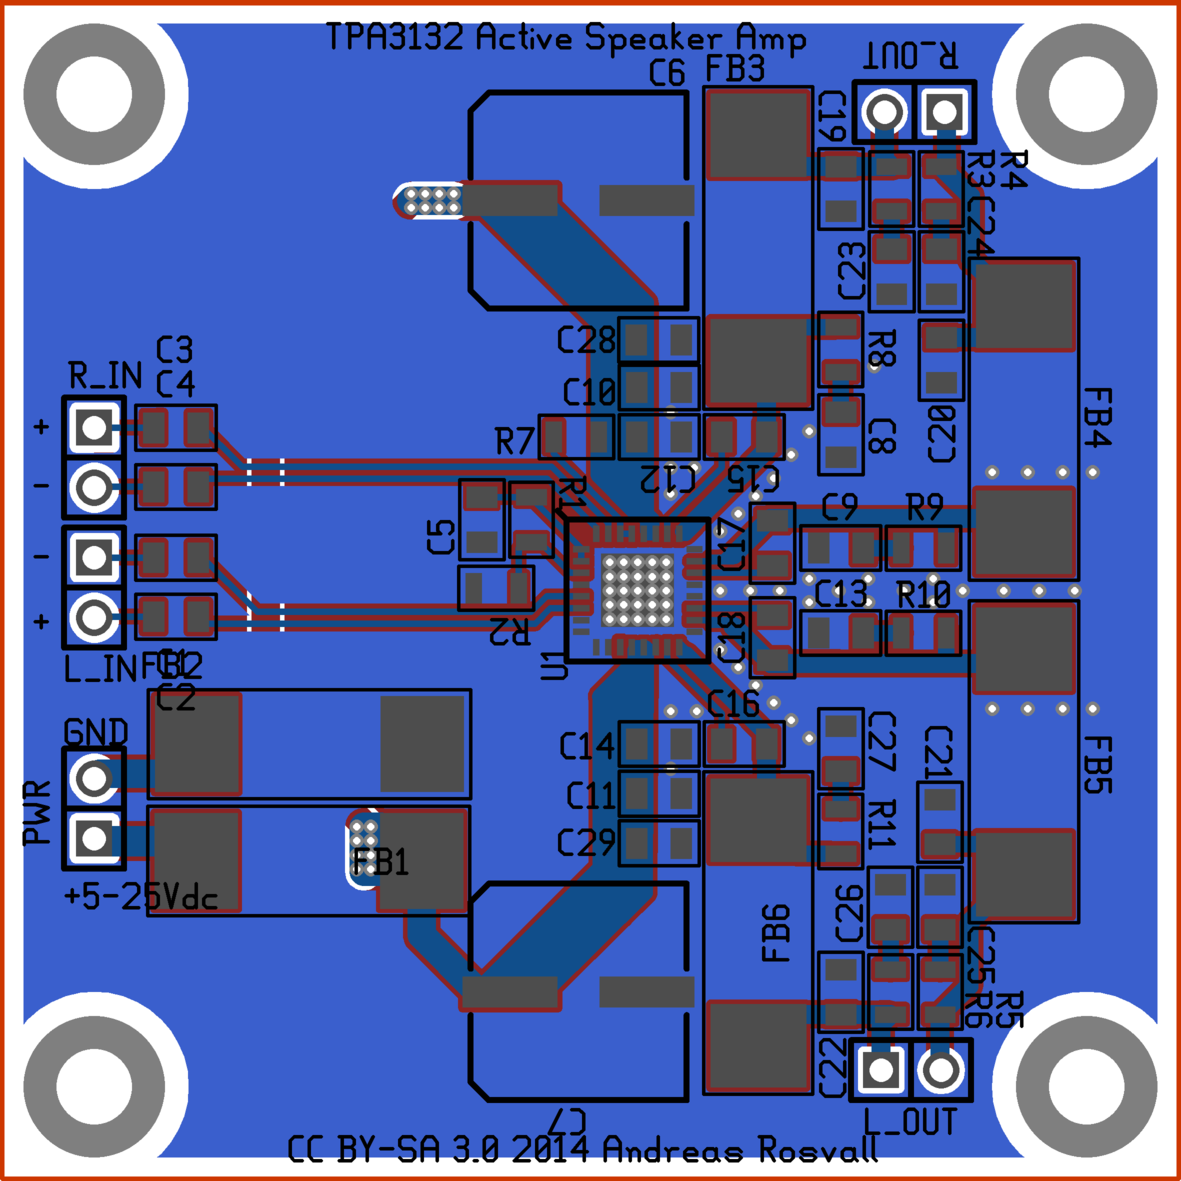 TPA3132 Active Speaker Amp
R_OUT
C6
FB3
C19
R3
R4
C24
C23
C3
C4
R_IN
C28
R8
C10
FB4
C20
+
R7
C8
C12
C15
-
R1
C9
R9
C5
C17
-
C13
R10
+
R2
C18
U1
L_IN
FB2
C1
C2
C16
GND
C14
C27
C21
FB5
PWR
C11
R11
C29
FB1
+5-25Vdc
C26
FB6
C25
R6
R5
C22
C7
L_OUT
CC BY-SA 3.0 2014 Andreas Rosvall